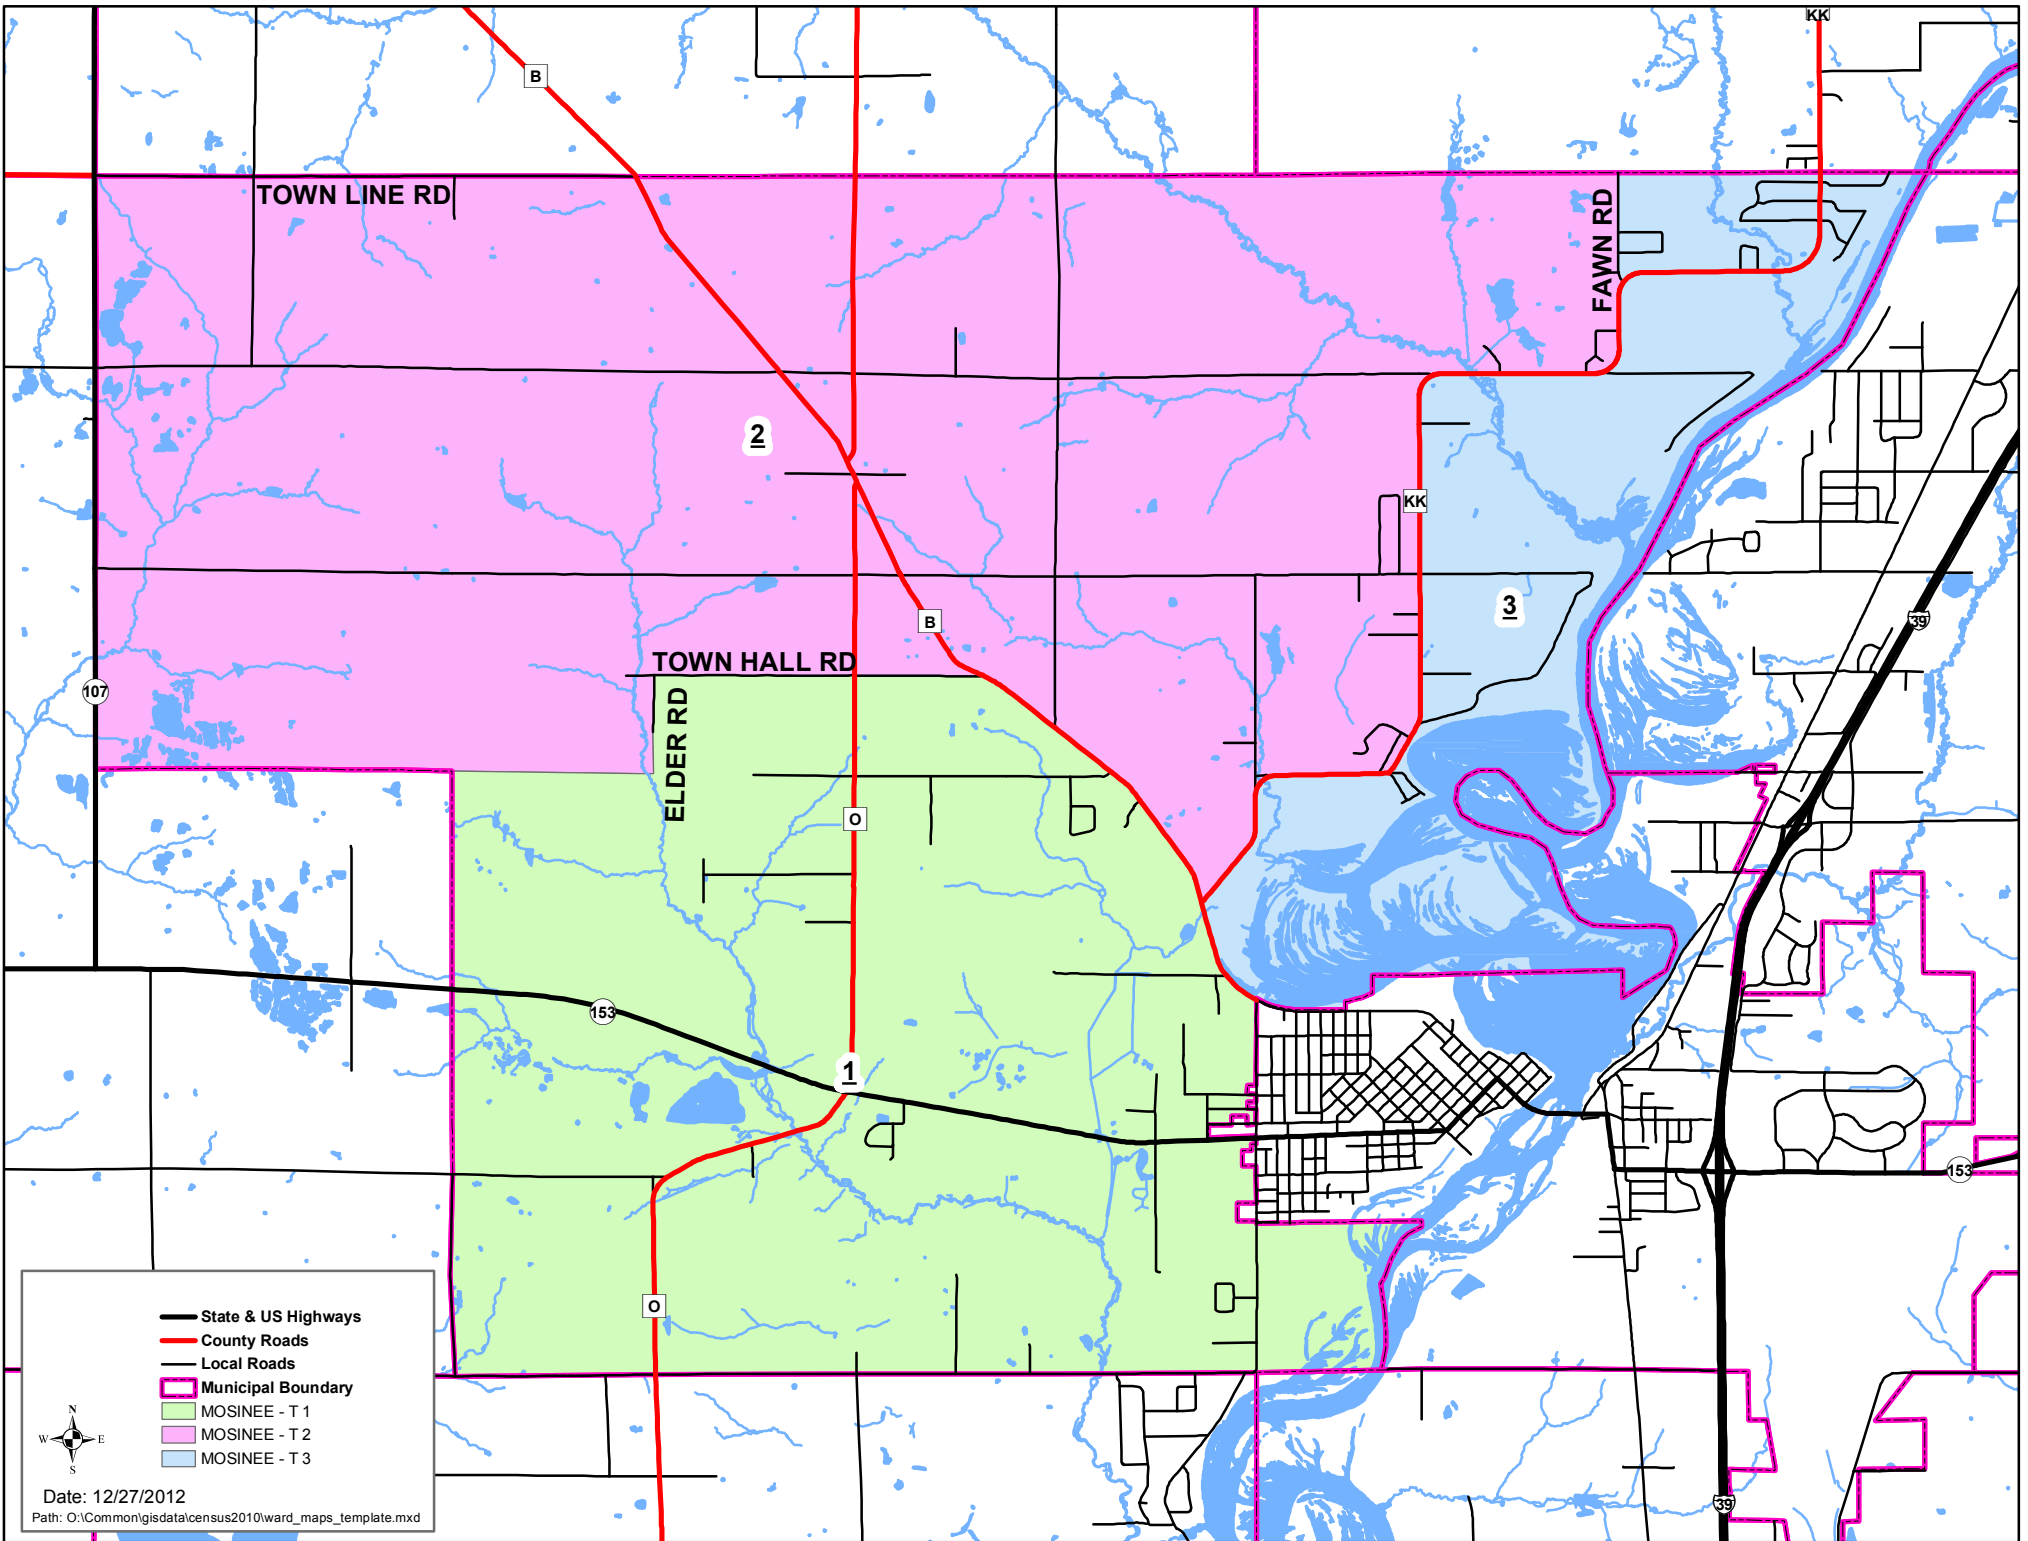 KK
B
TOWN LINE RD
FAWN RD
2
KK
3
B
39
TOWN HALL RD
107
ELDER RD
O
153
1
153
O
State & US Highways
County Roads
Local Roads
Municipal Boundary
MOSINEE - T 1
MOSINEE - T 2
MOSINEE - T 3
N
W E
S
Date: 12/27/2012
Path: O:\Common\gisdata\census2010\ward_maps_template.mxd
39